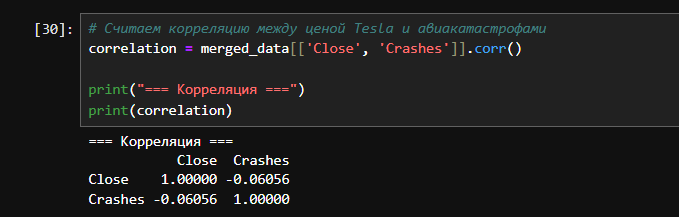 [30]: # Считаем корреляцию между ценой Tesla и авиакатастрофами
correlation = merged_data[['Close', 'Crashes']].corr()
print("=== Корреляция ===")
print(correlation)
=== Корреляция ===
Close Crashes
Close 1.00000 -0.06056
Crashes -0.06056 1.00000